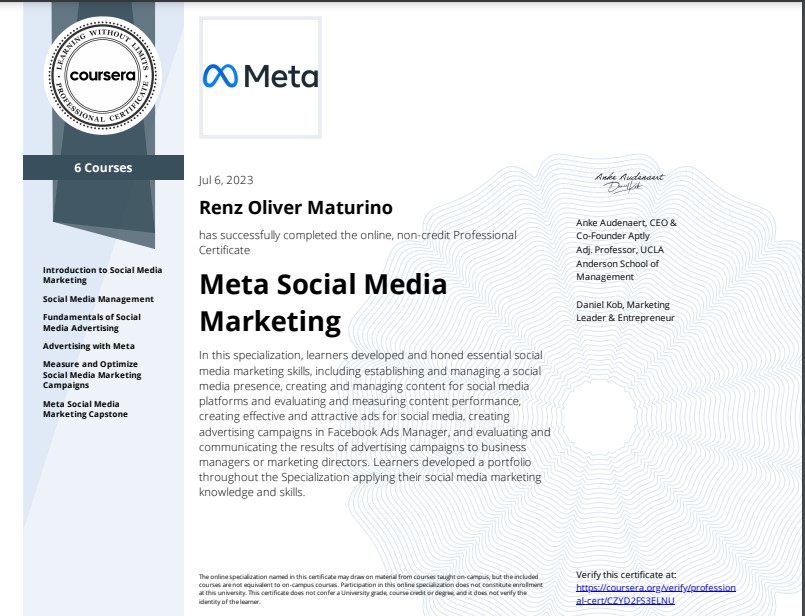 LEARNING WITHOUT LIMITS
coursera
PROFESSIONAL CERTIFICATE
6 Courses
Introduction to Social Media
Marketing
Social Media Management
Fundamentals of Social
Media Advertising
Advertising with Meta
Measure and Optimize
Social Media Marketing
Campaigns
Meta Social Media
Marketing Capstone
Meta
Jul 6, 2023
Renz Oliver Maturino
has successfully completed the online, non-credit Professional
Certificate
Meta Social Media
Marketing
In this specialization, learners developed and honed essential social
media marketing skills, including establishing and managing a social
media presence, creating and managing content for social media
platforms and evaluating and measuring content performance,
creating effective and attractive ads for social media, creating
advertising campaigns in Facebook Ads Manager, and evaluating and
communicating the results of advertising campaigns to business
managers or marketing directors. Learners developed a portfolio
throughout the Specialization applying their social media marketing
knowledge and skills.
Anke Audenaert
Anke Audenaert, CEO &
Co-Founder Aptly
Adj. Professor, UCLA
Anderson School of
Management
Daniel Kob, Marketing
Leader & Entrepreneur
The online specialization named in this certificate may draw on material from courses taught on-campus, but the included
courses are not equivalent to on-campus courses. Participation in this online specialization does not constitute enrollment
at this university. This certificate does not confer a University grade, course credit or degree, and it does not verify the
identity of the learner.
Verify this certificate at:
https://coursera.org/verify/profession
al-cert/CZYD2FS3ELNU